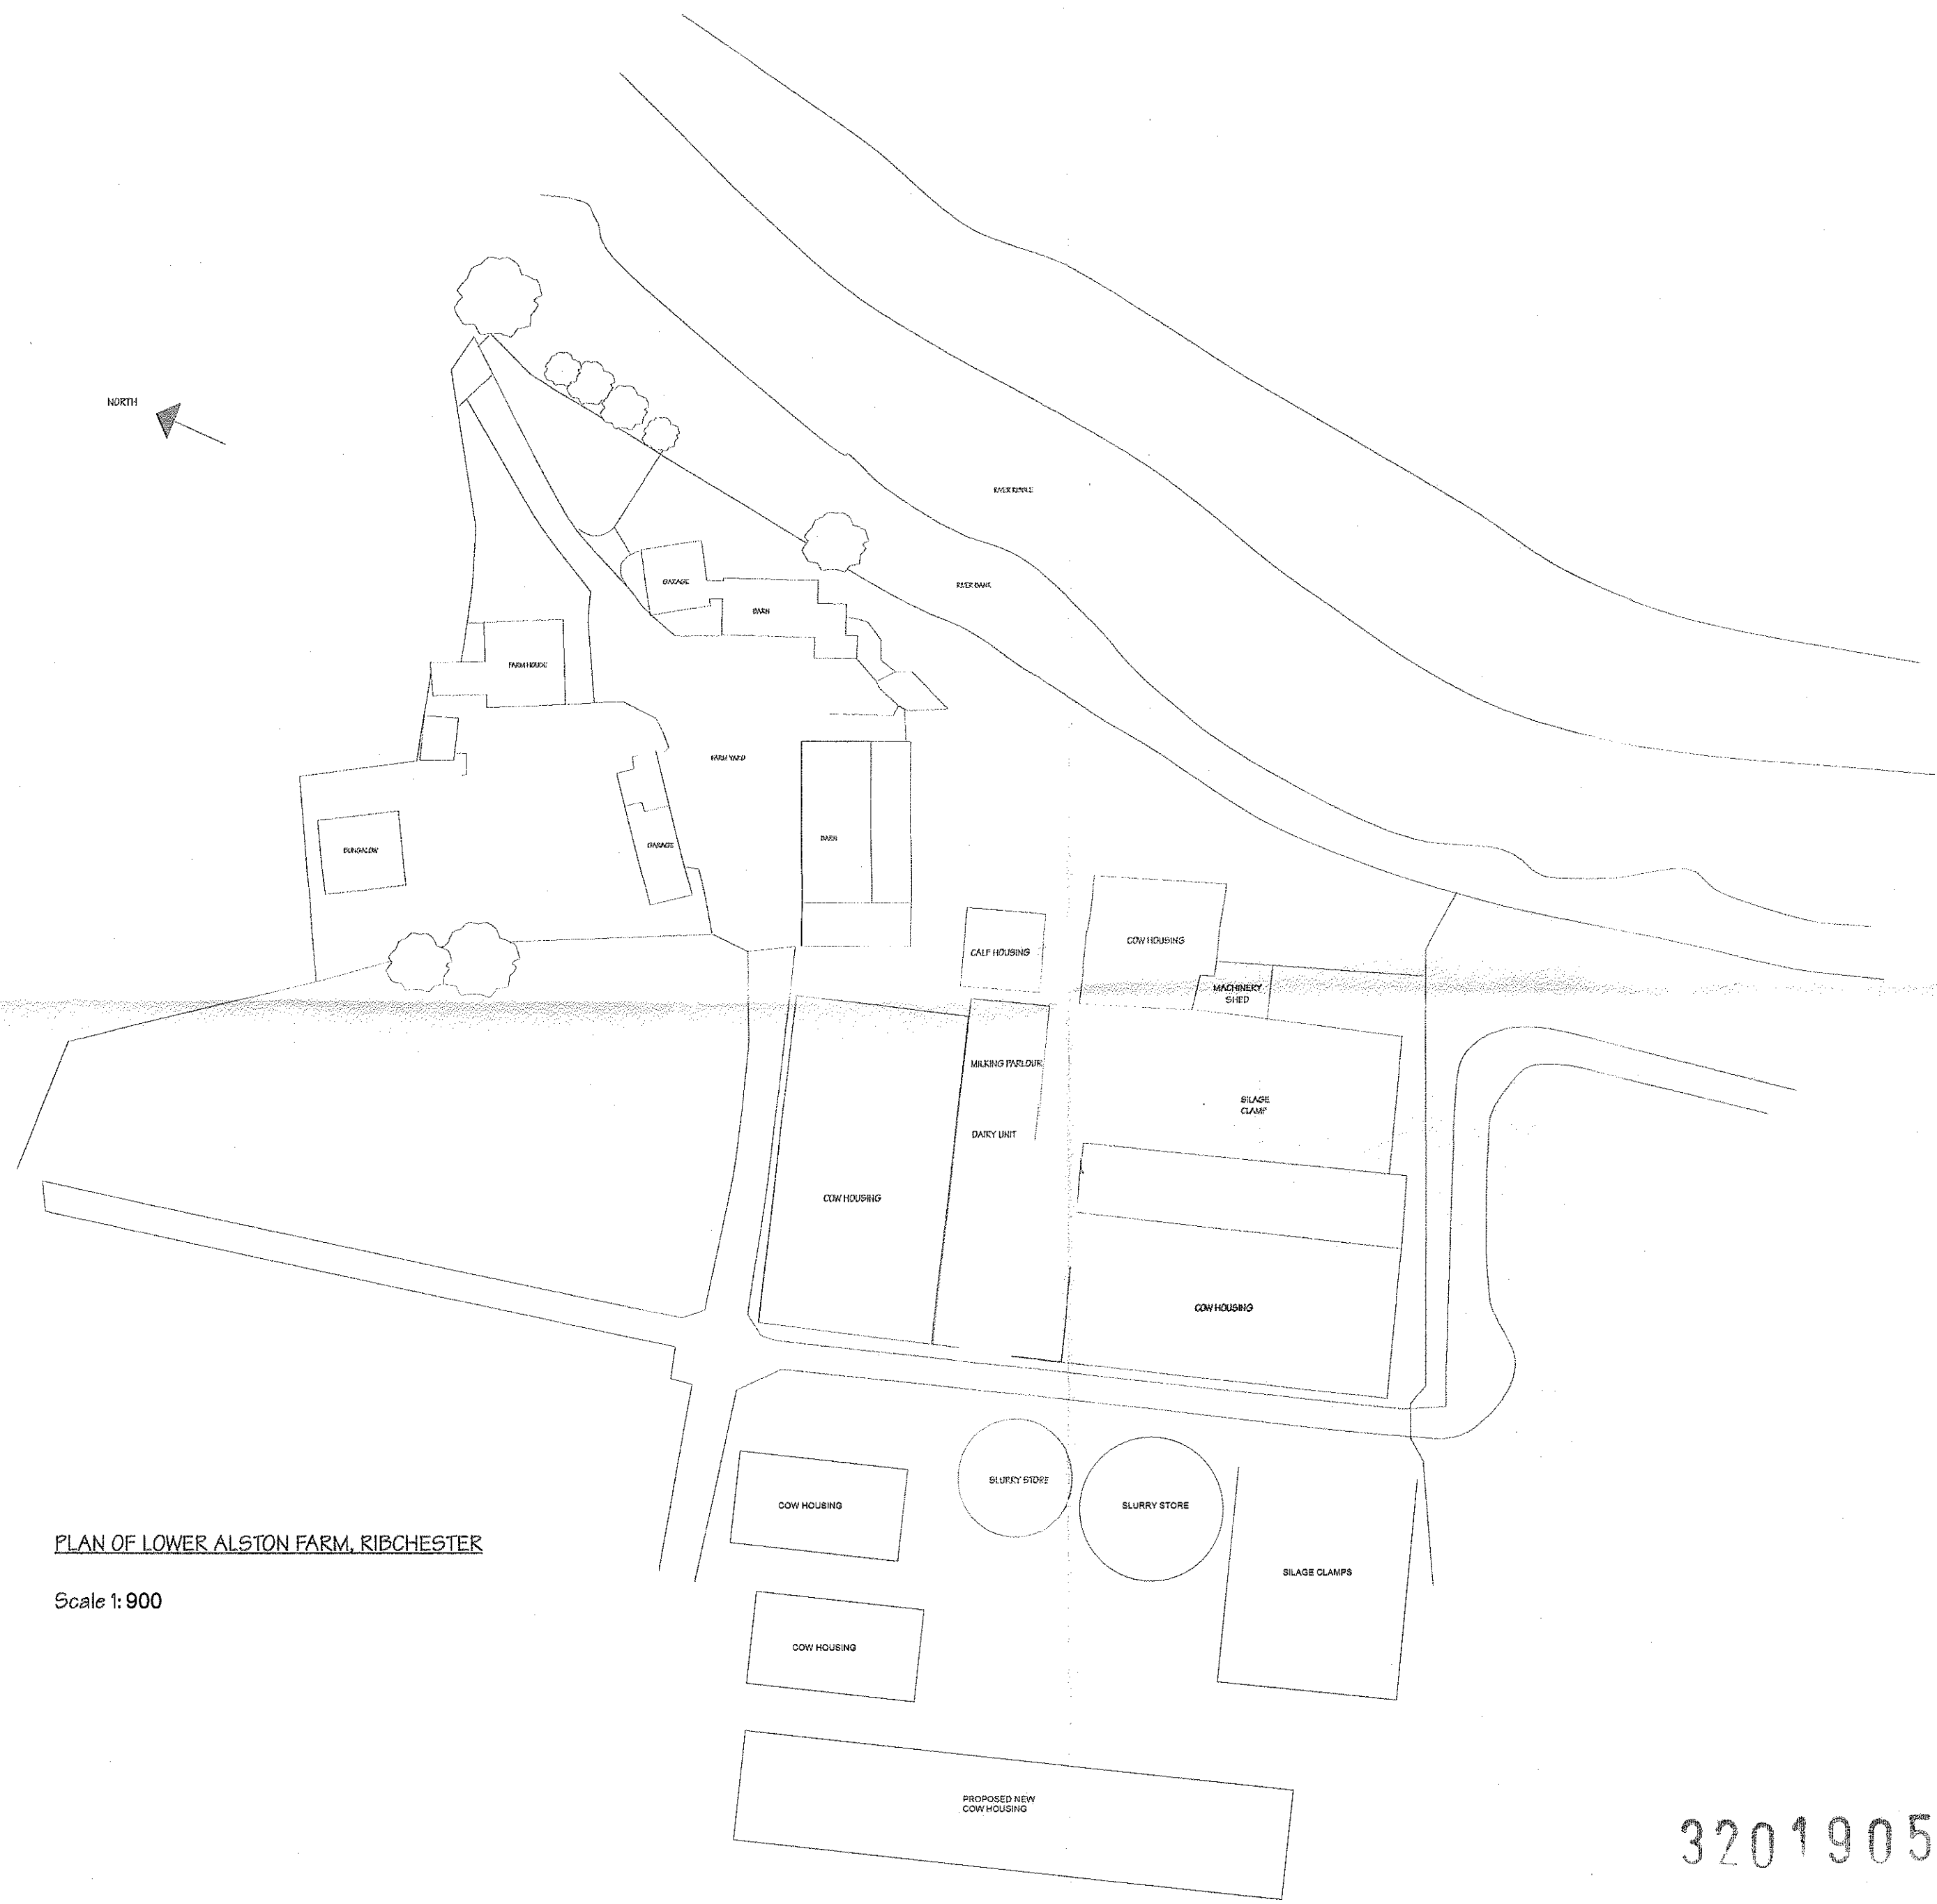 NORTH
RIVER RIBBLE
RIVER BANK
GARAGE
BARN
FARM HOUSE
FARM YARD
BARN
GARAGE
BUNGALOW
CALF HOUSING
COW HOUSING
MACHINERY
SHED
MILKING PARLOUR
SILAGE
CLAMP
DAIRY UNIT
COW HOUSING
COW HOUSING
SLURRY STORE
SLURRY STORE
COW HOUSING
PLAN OF LOWER ALSTON FARM, RIBCHESTER
SILAGE CLAMPS
Scale 1: 900
COW HOUSING
PROPOSED NEW
COW HOUSING
3201905